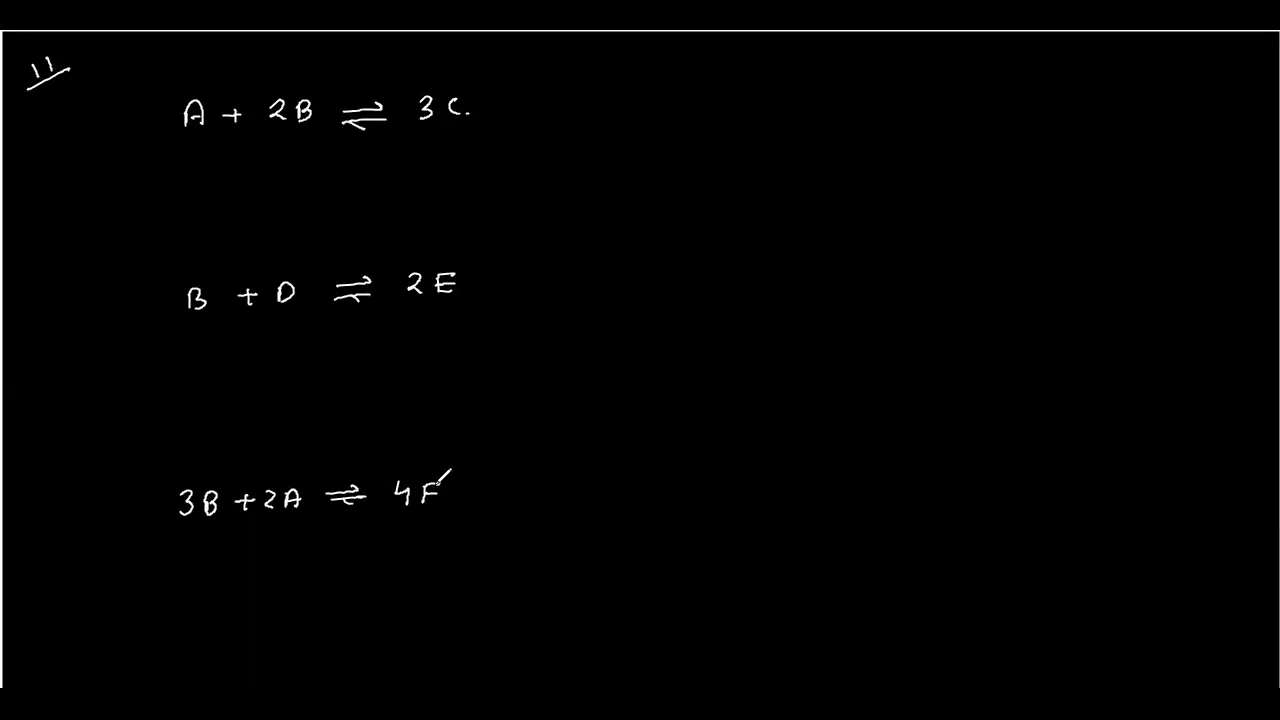 11
A + 2B ⇌ 3C.
B + D ⇌ 2E
3B + 2A ⇌ 4F